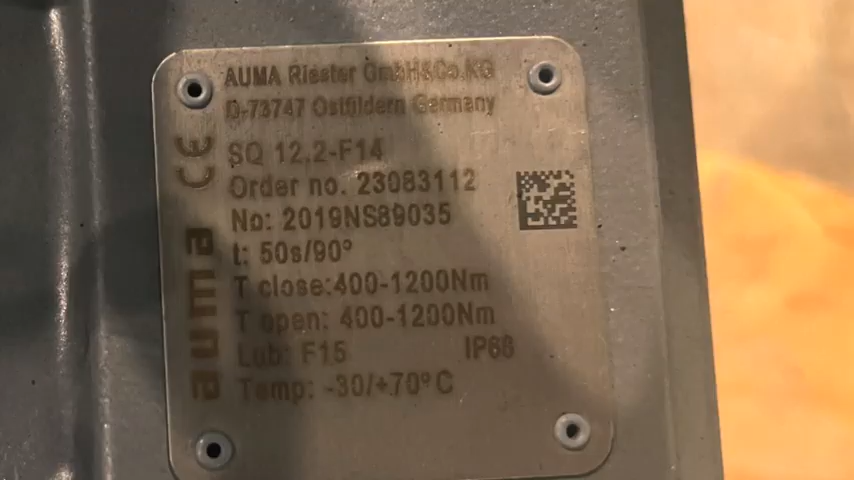 AUMA Riester GmbH&Co.KG
D-73747 Ostfildern Germany
CE
SQ 12.2-F14
Order no. 23083112
No: 2019NS89035
t: 50s/90°
auma
T close:400-1200Nm
T open: 400-1200Nm
Lub: F15 IP68
Temp: -30/+70°C